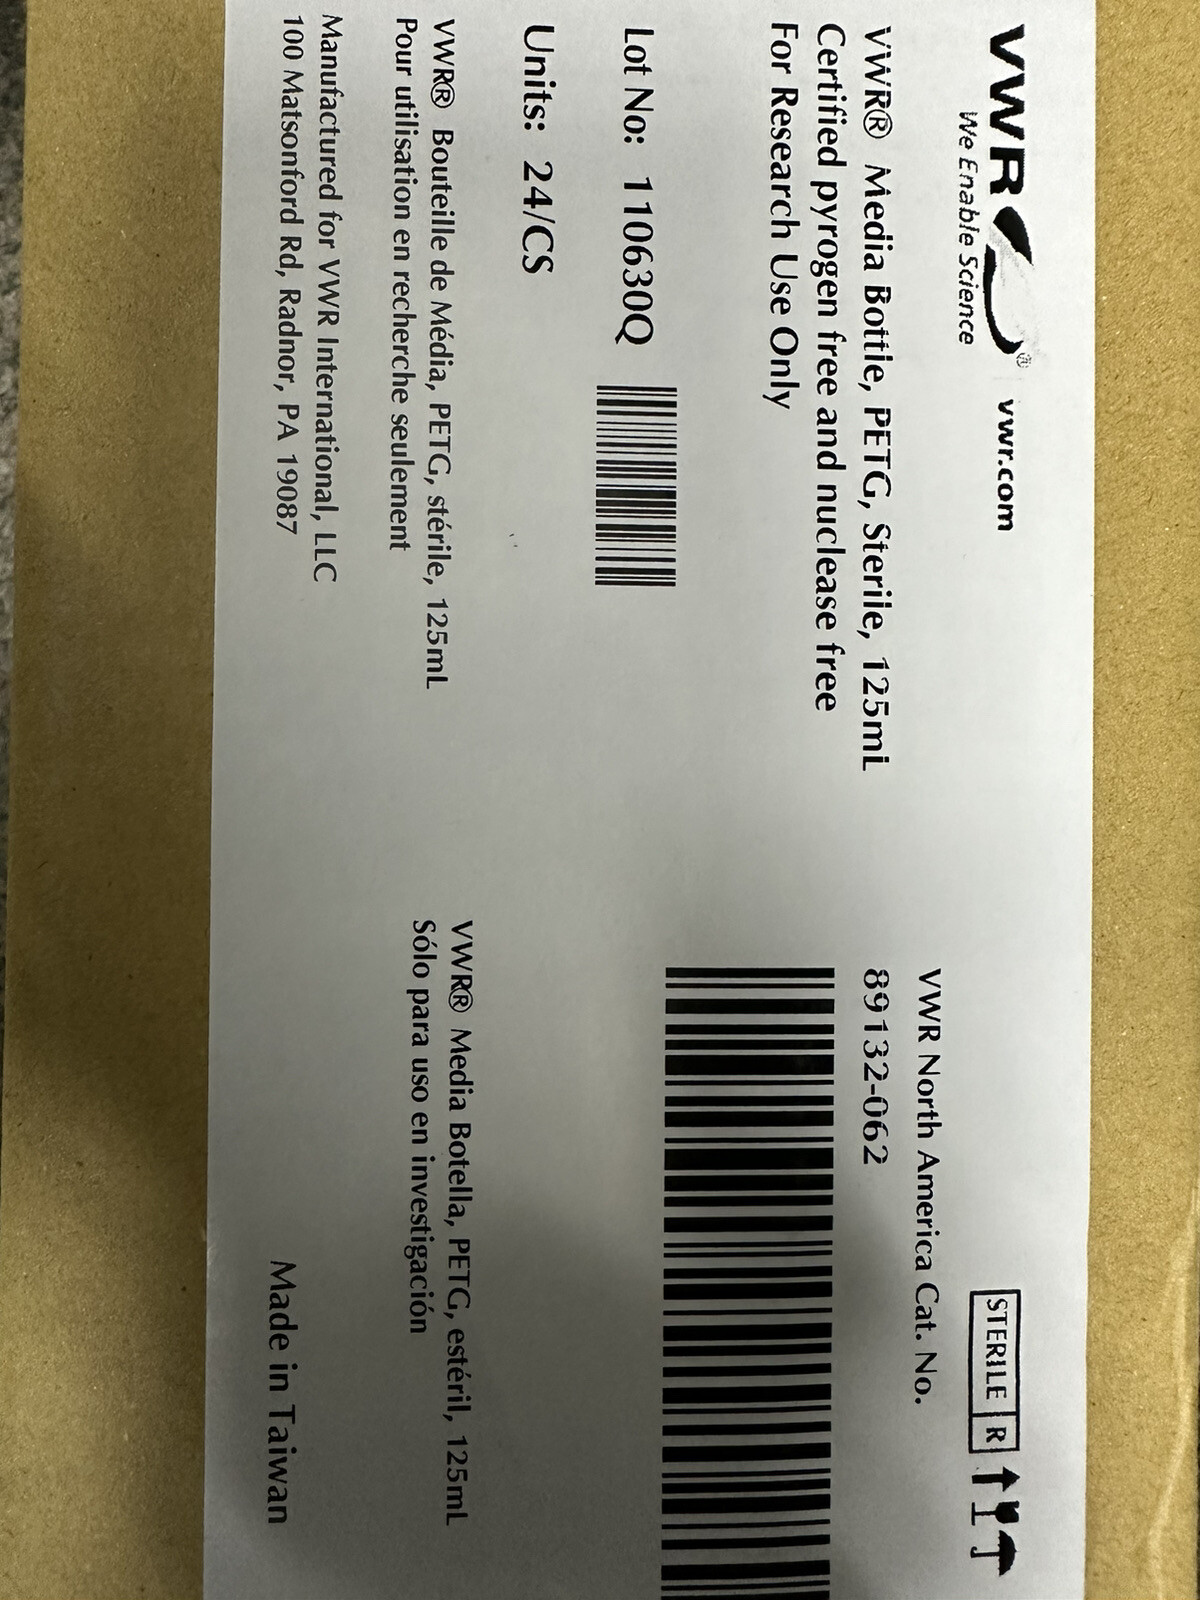 VWR® vwr.com
We Enable Science
STERILE R
VWR® Media Bottle, PETG, Sterile, 125mL
Certified pyrogen free and nuclease free
For Research Use Only
VWR North America Cat. No.
89132-062
Lot No: 110630Q
Units: 24/CS
VWR® Bouteille de Média, PETG, stérile, 125mL
Pour utilisation en recherche seulement
VWR® Media Botella, PETG, estéril, 125mL
Sólo para uso en investigación
Manufactured for VWR International, LLC
100 Matsonford Rd, Radnor, PA 19087
Made in Taiwan